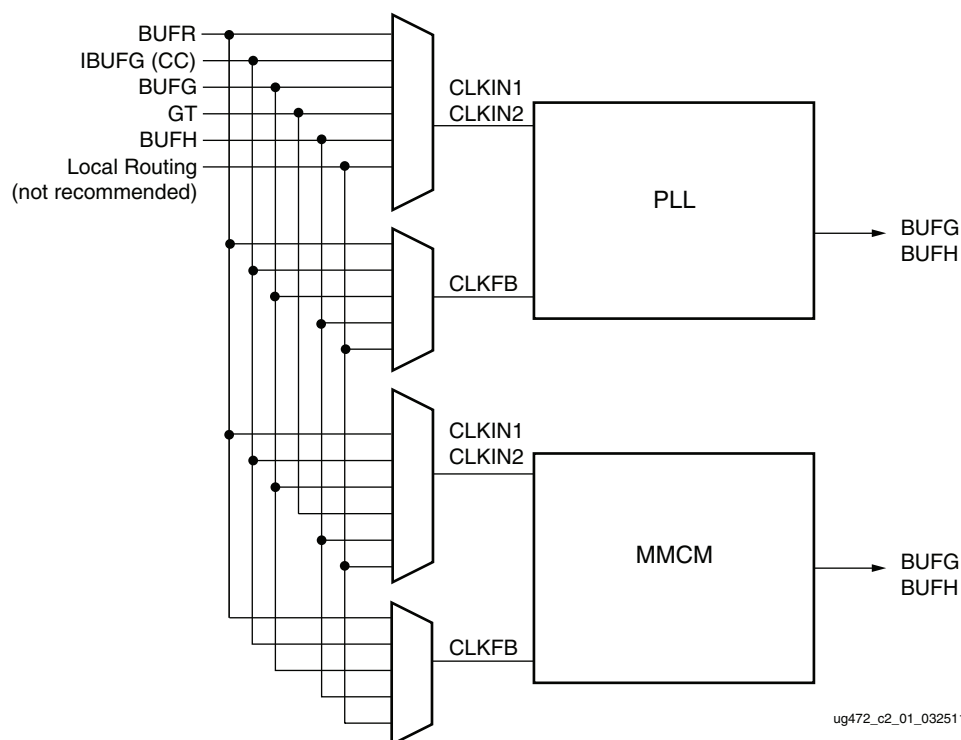 BUFR
IBUFG (CC)
BUFG
GT
BUFH
Local Routing
(not recommended)
CLKIN1
CLKIN2
PLL
BUFG
BUFH
CLKFB
CLKIN1
CLKIN2
MMCM
BUFG
BUFH
CLKFB
ug472_c2_01_032511